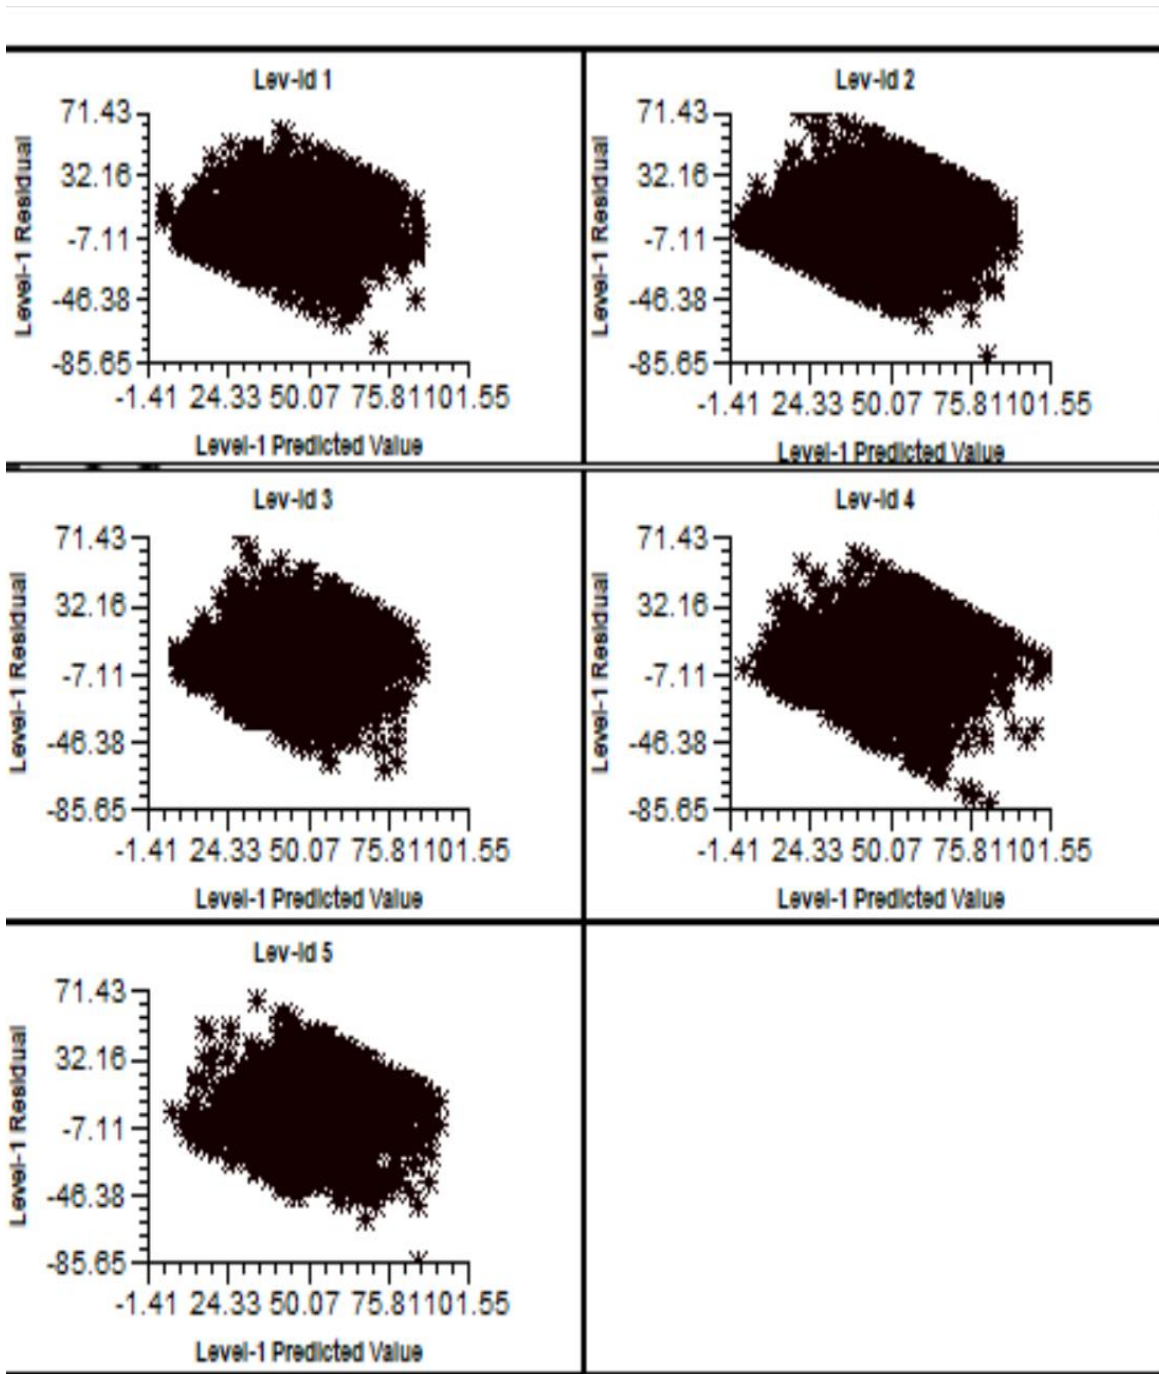 Lev-Id 1
71.43
32.16
-7.11
-46.38
-85.65
Level-1 Residual
-1.41 24.33 50.07 75.81101.55
Level-1 Predicted Value
Lev-Id 2
71.43
32.16
-7.11
-46.38
-85.65
Level-1 Residual
-1.41 24.33 50.07 75.81101.55
Level-1 Predicted Value
Lev-Id 3
71.43
32.16
-7.11
-46.38
-85.65
Level-1 Residual
-1.41 24.33 50.07 75.81101.55
Level-1 Predicted Value
Lev-Id 4
71.43
32.16
-7.11
-46.38
-85.65
Level-1 Residual
-1.41 24.33 50.07 75.81101.55
Level-1 Predicted Value
Lev-Id 5
71.43
32.16
-7.11
-46.38
-85.65
Level-1 Residual
-1.41 24.33 50.07 75.81101.55
Level-1 Predicted Value